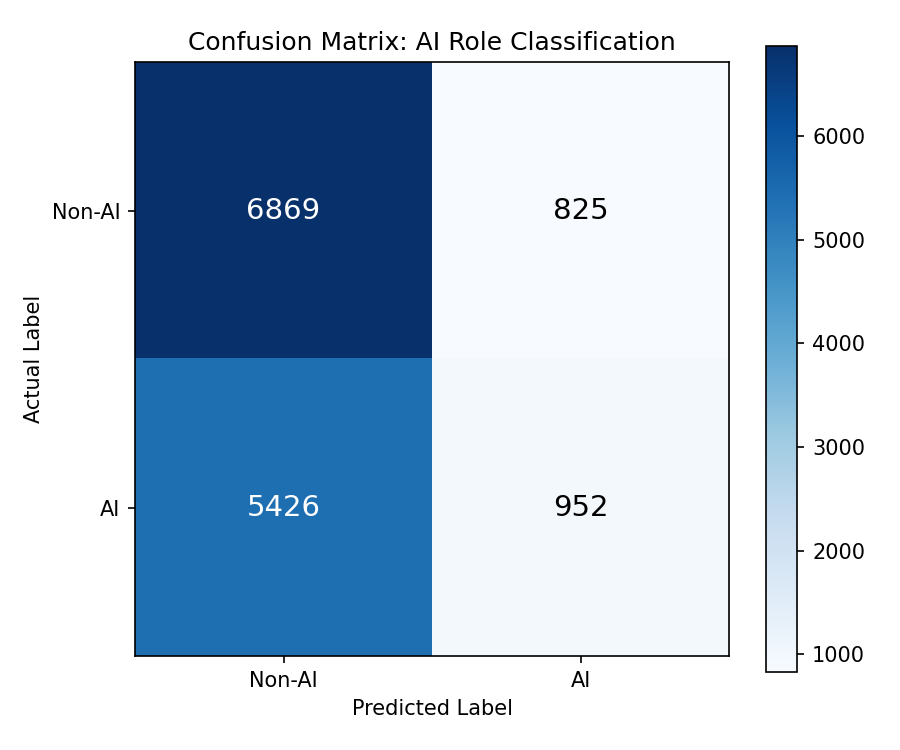 Confusion Matrix: AI Role Classification
Actual Label
Non-AI
AI
6869
825
5426
952
Non-AI
AI
Predicted Label
6000
5000
4000
3000
2000
1000